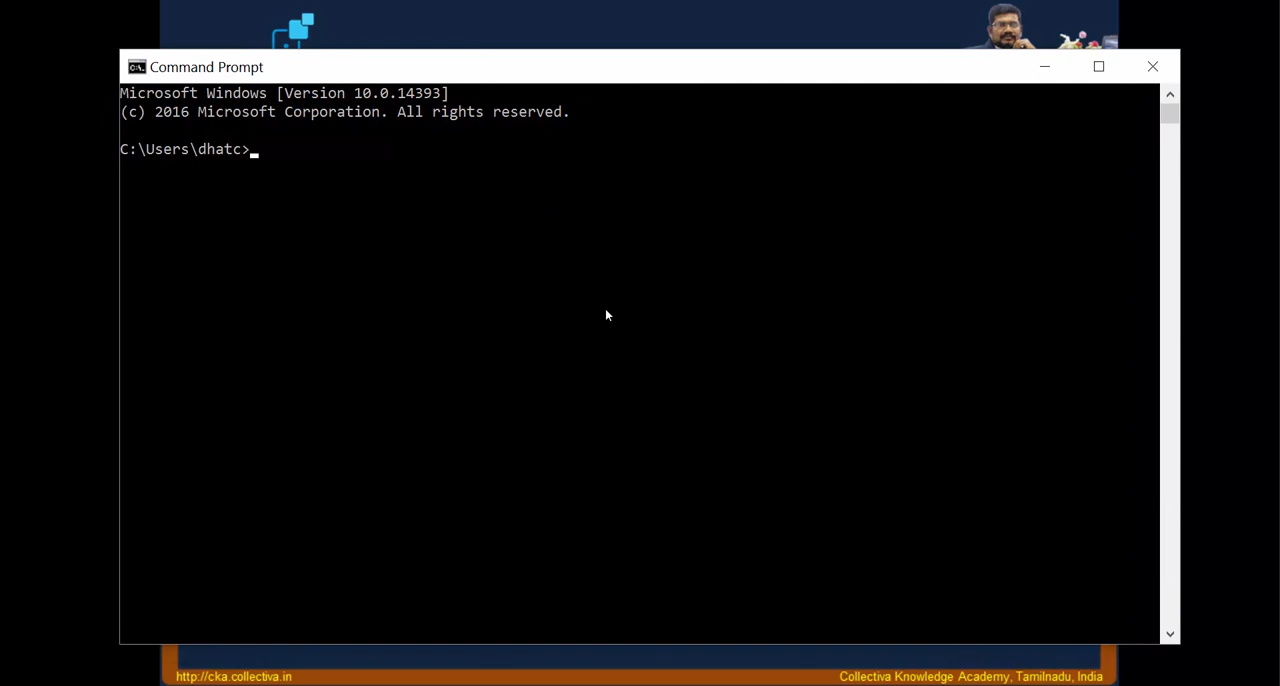 Command Prompt
Microsoft Windows [Version 10.0.14393]
(c) 2016 Microsoft Corporation. All rights reserved.
C:\Users\dhatc>
http://cka.collectiva.in
Collectiva Knowledge Academy, Tamilnadu, India